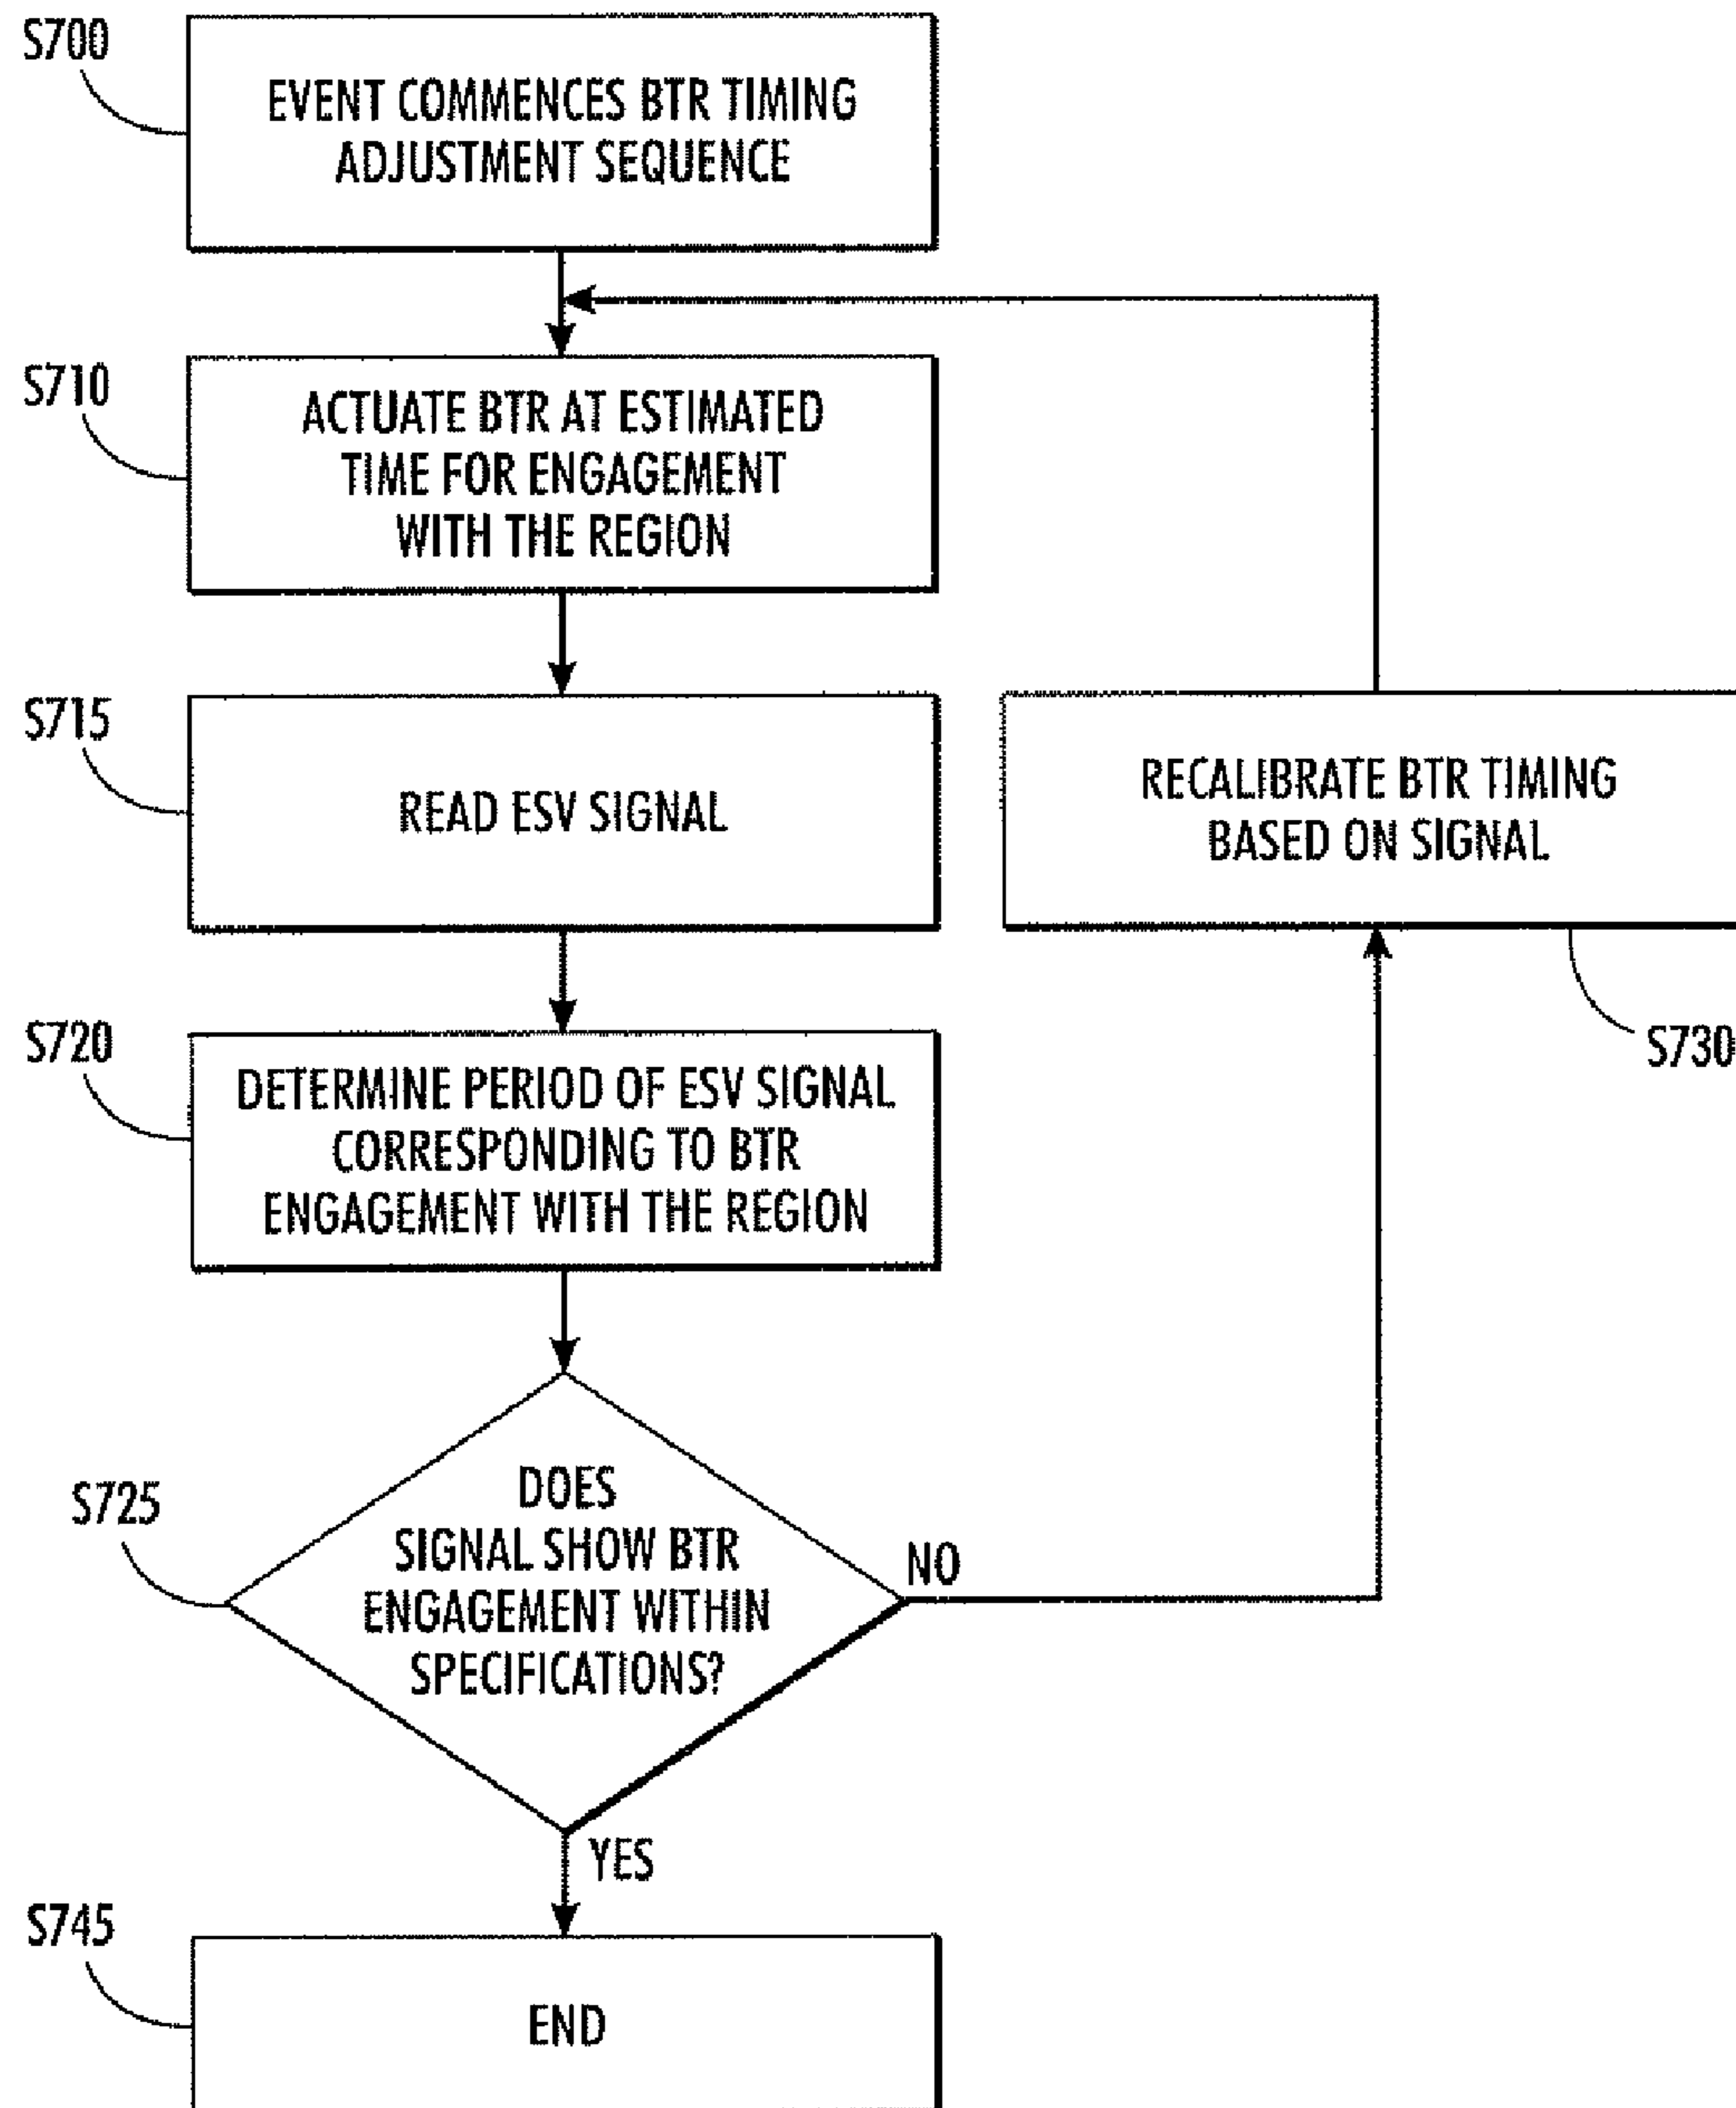 S700
EVENT COMMENCES BTR TIMING
ADJUSTMENT SEQUENCE
S710
ACTUATE BTR AT ESTIMATED
TIME FOR ENGAGEMENT
WITH THE REGION
S715
READ ESV SIGNAL
RECALIBRATE BTR TIMING
BASED ON SIGNAL
S730
S720
DETERMINE PERIOD OF ESV SIGNAL
CORRESPONDING TO BTR
ENGAGEMENT WITH THE REGION
S725
DOES
SIGNAL SHOW BTR
ENGAGEMENT WITHIN
SPECIFICATIONS?
NO
YES
S745
END